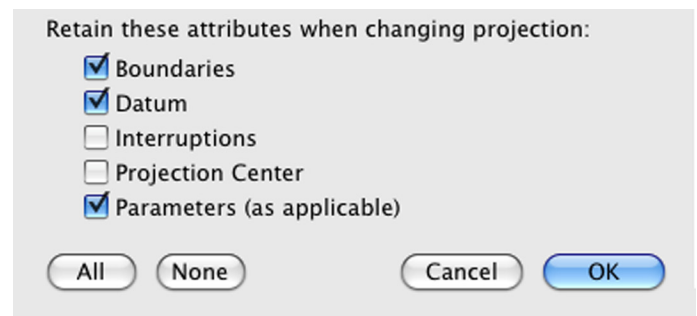 Retain these attributes when changing projection:
Boundaries
Datum
Interruptions
Projection Center
Parameters (as applicable)
All None Cancel OK